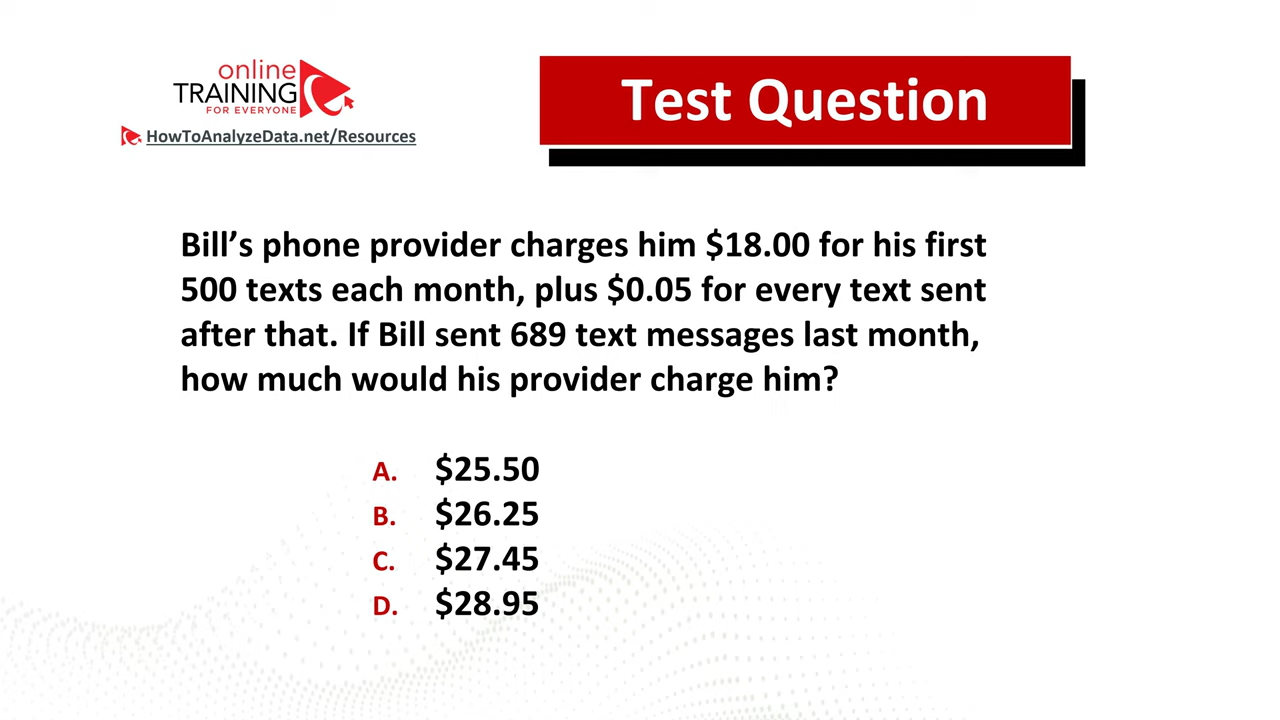 online
TRAINING
FOR EVERYONE
HowToAnalyzeData.net/Resources
Test Question
Bill’s phone provider charges him $18.00 for his first
500 texts each month, plus $0.05 for every text sent
after that. If Bill sent 689 text messages last month,
how much would his provider charge him?
A. $25.50
B. $26.25
C. $27.45
D. $28.95